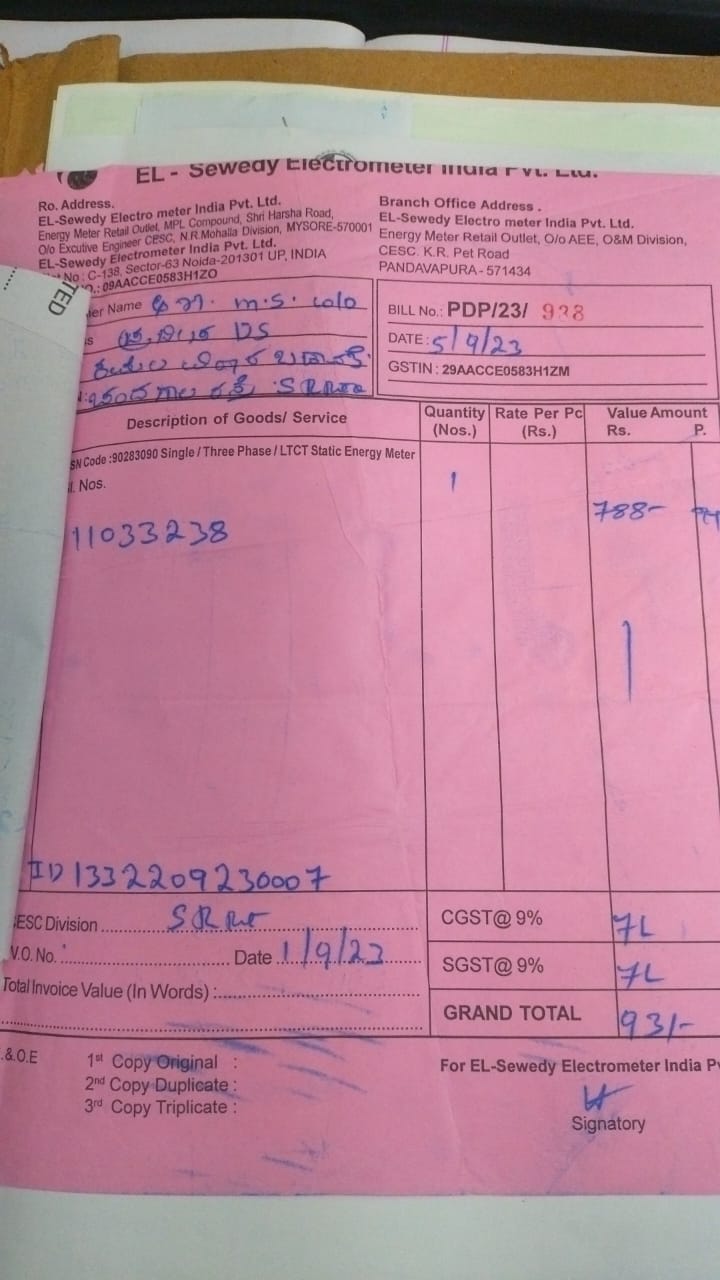 EL - Sewedy Electrometer India Pvt. Ltd.
Ro. Address.
EL-Sewedy Electro meter India Pvt. Ltd.
Energy Meter Retail Outlet, MPL Compound, Shri Harsha Road,
O/o Excutive Engineer CESC, N.R.Mohalla Division, MYSORE-570001
EL-Sewedy Electrometer India Pvt. Ltd.
No : C-138, Sector-63 Noida-201301 UP, INDIA
: 09AACCE0583H1ZO
Branch Office Address .
EL-Sewedy Electro meter India Pvt. Ltd.
Energy Meter Retail Outlet, O/o AEE, O&M Division,
CESC. K.R. Pet Road
PANDAVAPURA - 571434
TED
er Name m.s.
DS
SRRP
BILL No.: PDP/23/ 938
DATE : 5/9/23
GSTIN : 29AACCE0583H1ZM
Description of Goods/ Service Quantity (Nos.) Rate Per Pc (Rs.) Value Amount Rs. P.
SN Code :90283090 Single / Three Phase / LTCT Static Energy Meter
l. Nos. 1
788-
11033238
ID 1332209230007
ESC Division
V.O. No. Date 1/9/23
Total Invoice Value (In Words) :
CGST@ 9% 71
SGST@ 9% 71
GRAND TOTAL 931-
.&.O.E
1st Copy Original :
2nd Copy Duplicate :
3rd Copy Triplicate :
For EL-Sewedy Electrometer India P
Signatory